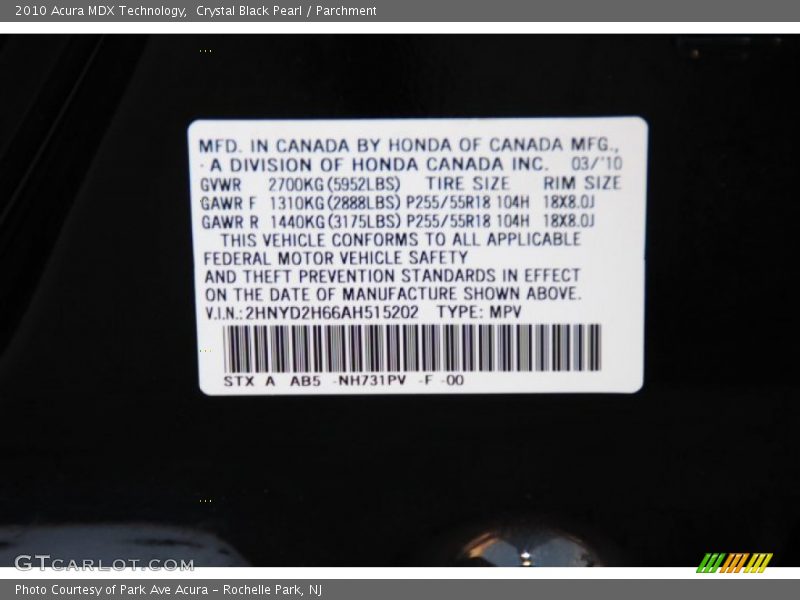 2010 Acura MDX Technology,  Crystal Black Pearl / Parchment
MFD. IN CANADA BY HONDA OF CANADA MFG.,
A DIVISION OF HONDA CANADA INC. 03/'10
GVWR 2700KG(5952LBS) TIRE SIZE RIM SIZE
GAWR F 1310KG(2888LBS) P255/55R18 104H 18X8.0J
GAWR R 1440KG(3175LBS) P255/55R18 104H 18X8.0J
THIS VEHICLE CONFORMS TO ALL APPLICABLE
FEDERAL MOTOR VEHICLE SAFETY
AND THEFT PREVENTION STANDARDS IN EFFECT
ON THE DATE OF MANUFACTURE SHOWN ABOVE.
V.I.N.: 2HNYD2H66AH515202 TYPE: MPV
STX A AB5 -NH731PV -F -00
GTcarlot.com
Photo Courtesy of Park Ave Acura - Rochelle Park, NJ